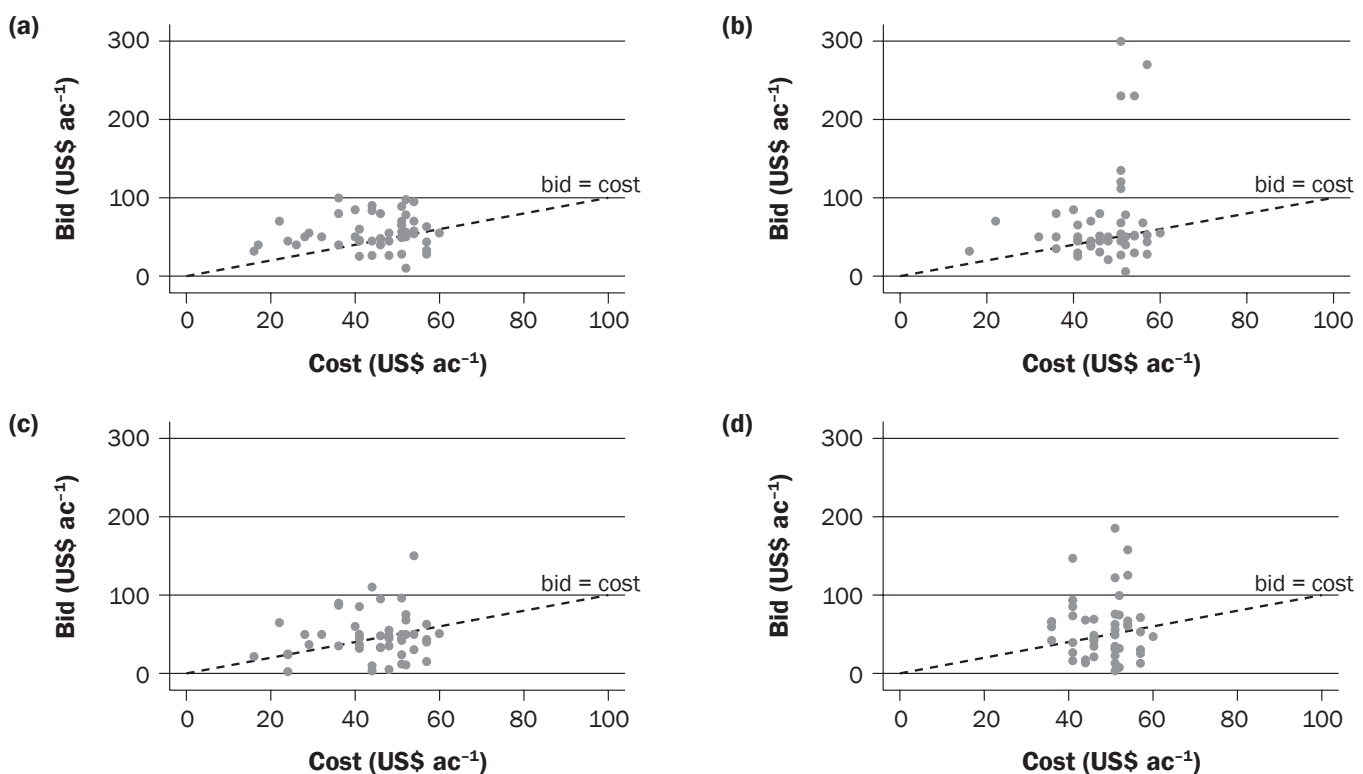 (a)
300
200
100
0
Bid (US$ ac⁻¹)
bid = cost
0 20 40 60 80 100
Cost (US$ ac⁻¹)
(b)
300
200
100
0
Bid (US$ ac⁻¹)
bid = cost
0 20 40 60 80 100
Cost (US$ ac⁻¹)
(c)
300
200
100
0
Bid (US$ ac⁻¹)
bid = cost
0 20 40 60 80 100
Cost (US$ ac⁻¹)
(d)
300
200
100
0
Bid (US$ ac⁻¹)
bid = cost
0 20 40 60 80 100
Cost (US$ ac⁻¹)